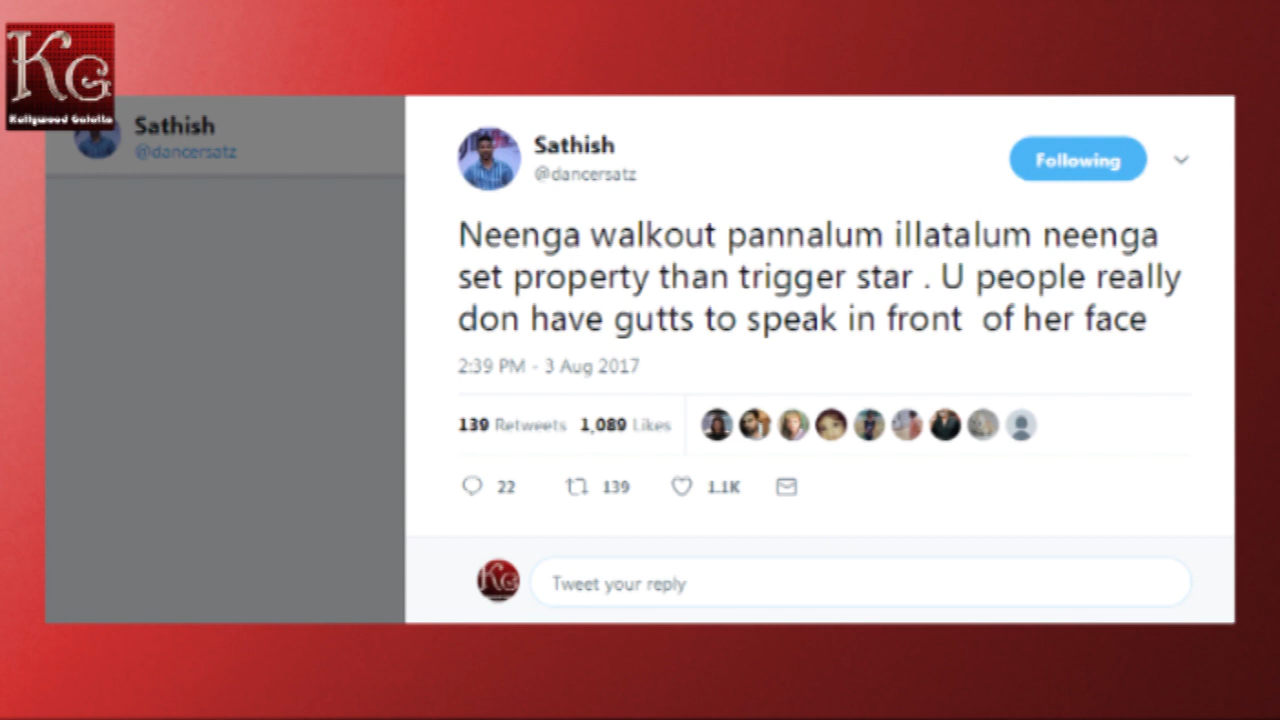 KG
Kollywood Galatta
Sathish
@dancersatz
Sathish
@dancersatz
Following
Neenga walkout pannalum illatalum neenga
set property than trigger star . U people really
don have gutts to speak in front of her face
2:39 PM - 3 Aug 2017
139 Retweets 1,089 Likes
22 139 1.1K
KG
Tweet your reply